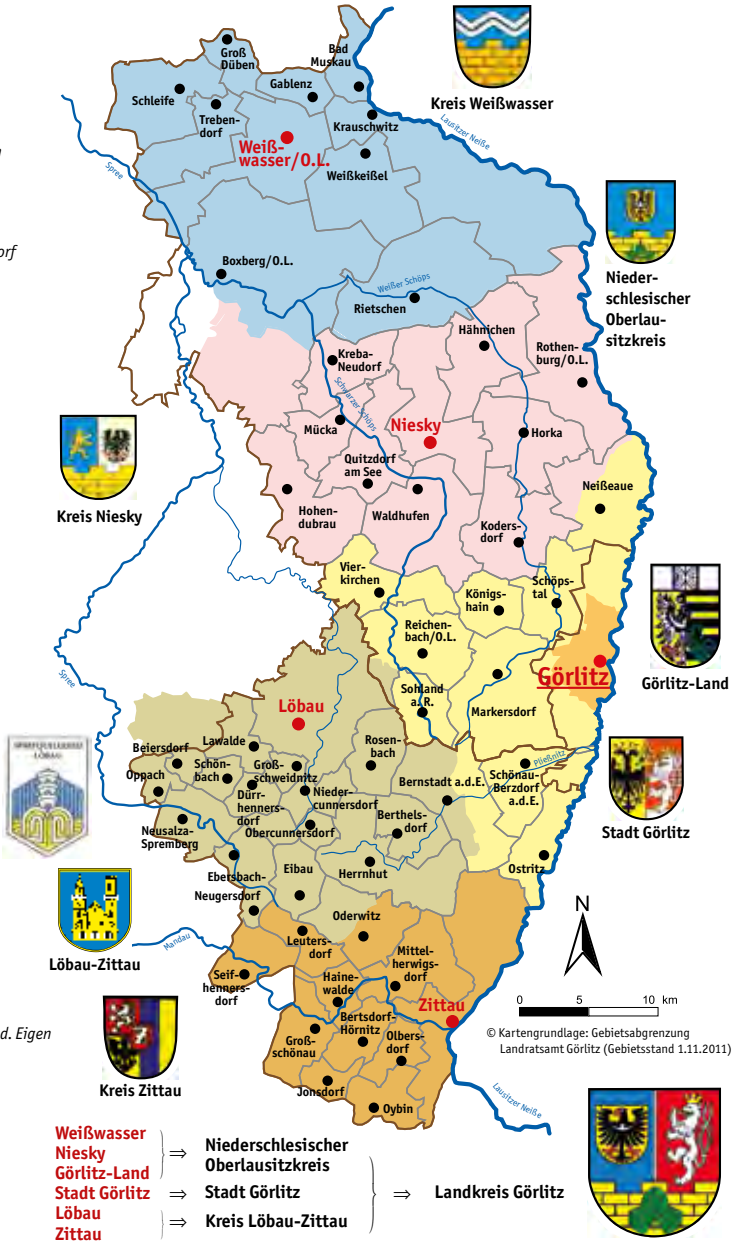 Groß
Düben
Bad
Muskau
Gablenz
Schleife
Treben-
dorf
Krauschwitz
Kreis Weißwasser
Lausitzer Neiße
Weiß-
wasser/O.L.
Weißkeißel
Spree
orf
Boxberg/O.L.
Weißer Schöps
Rietschen
Nieder-
schlesischer
Oberlau-
sitzkreis
Hähnichen
Rothen-
burg/O.L.
Kreba-
Neudorf
Schwarzer Schöps
Mücka
Niesky
Horka
Quitzdorf
am See
Kreis Niesky
Hohen-
dubrau
Waldhufen
Neißeaue
Koders-
dorf
Vier-
kirchen
Königs-
hain
Schöps-
tal
Reichen-
bach/O.L.
Görlitz
Görlitz-Land
Spree
Sohland
a. R.
Markersdorf
Löbau
LÖBAU
Lawalde
Rosen-
bach
Beiersdorf
Schön-
bach
Groß-
schweidnitz
Oppach
Bernstadt a.d.E.
Pließnitz
Schönau-
Berzdorf
a.d.E.
Dürr-
henners-
dorf
Nieder-
cunnersdorf
Berthels-
dorf
Stadt Görlitz
Neusalza-
Spremberg
Obercunnersdorf
Ostritz
Ebersbach-
Neugersdorf
Eibau
Herrnhut
Oderwitz
N
Löbau-Zittau
Mandau
Leuters-
dorf
Mittel-
herwigs-
dorf
Seif-
henners-
dorf
Haine-
walde
Zittau
0 5 10 km
d. Eigen
Bertsdorf-
Hörnitz
© Kartengrundlage: Gebietsabgrenzung
Landratsamt Görlitz (Gebietsstand 1.11.2011)
Groß-
schönau
Olbers-
dorf
Kreis Zittau
Jonsdorf
Oybin
Lausitzer Neiße
Weißwasser
Niesky
Görlitz-Land
⇒ Niederschlesischer
Oberlausitzkreis
Stadt Görlitz ⇒ Stadt Görlitz
⇒ Landkreis Görlitz
Löbau
Zittau
⇒ Kreis Löbau-Zittau